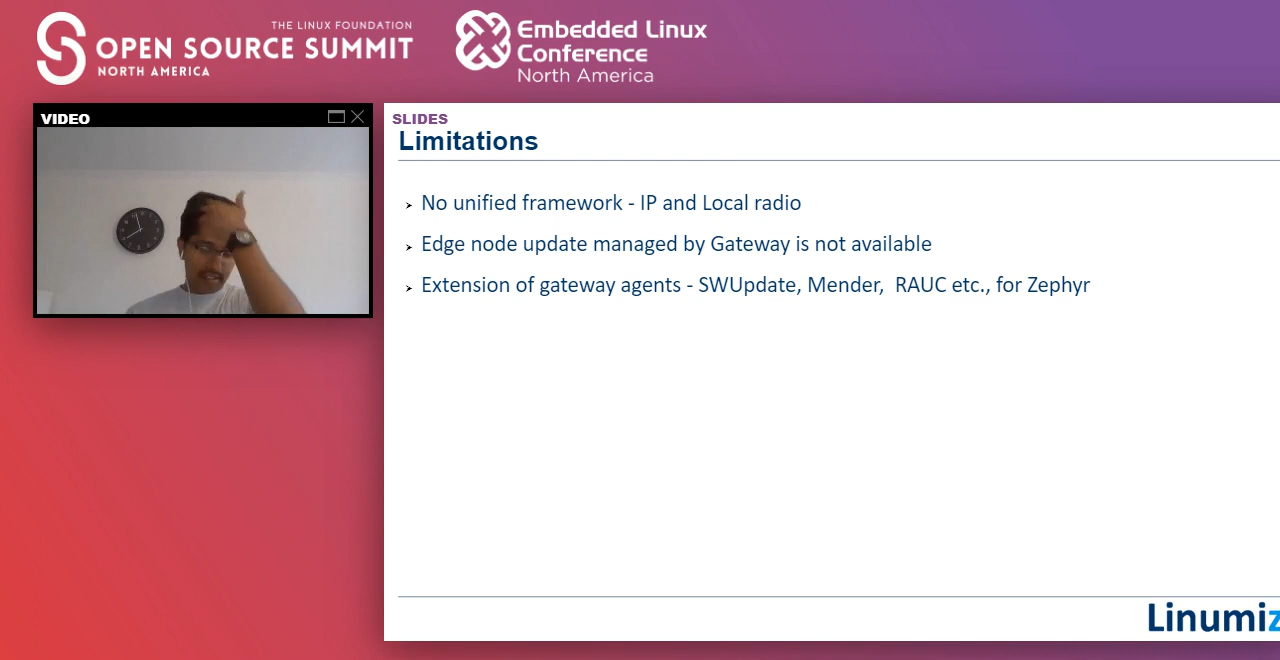 THE LINUX FOUNDATION
OPEN SOURCE SUMMIT
NORTH AMERICA
Embedded Linux
Conference
North America
VIDEO
SLIDES
Limitations
No unified framework - IP and Local radio
Edge node update managed by Gateway is not available
Extension of gateway agents - SWUpdate, Mender, RAUC etc., for Zephyr
Linumiz